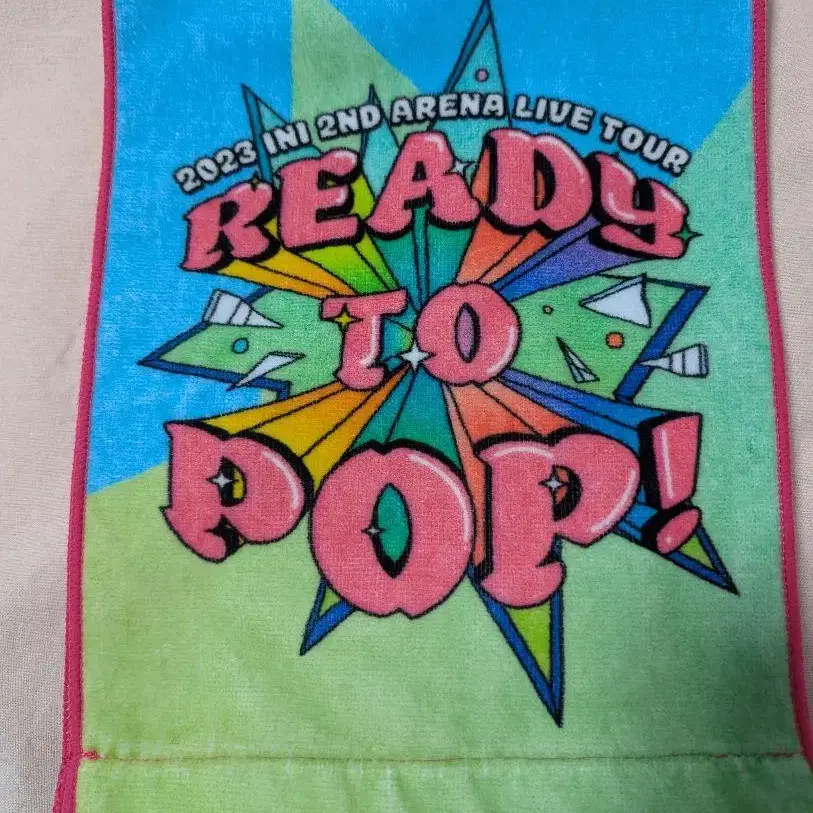 2023 INI 2ND ARENA LIVE TOUR
READY
TO
POP!